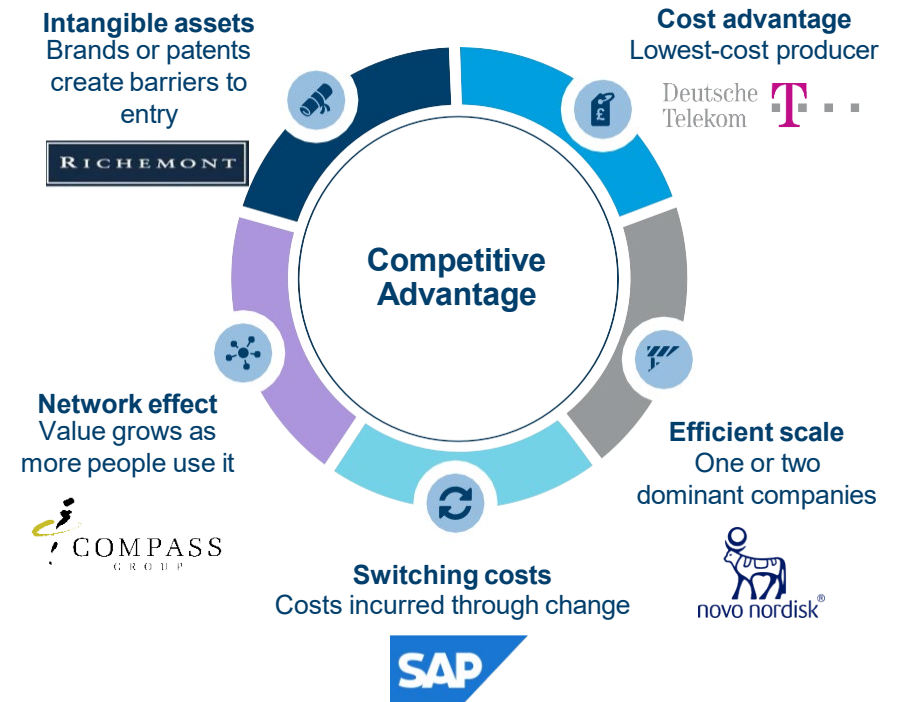 Intangible assets
Brands or patents
create barriers to
entry
RICHEMONT
Cost advantage
Lowest-cost producer
Deutsche
Telekom
T
£
Competitive
Advantage
Network effect
Value grows as
more people use it
COMPASS
GROUP
Efficient scale
One or two
dominant companies
novo nordisk®
Switching costs
Costs incurred through change
SAP